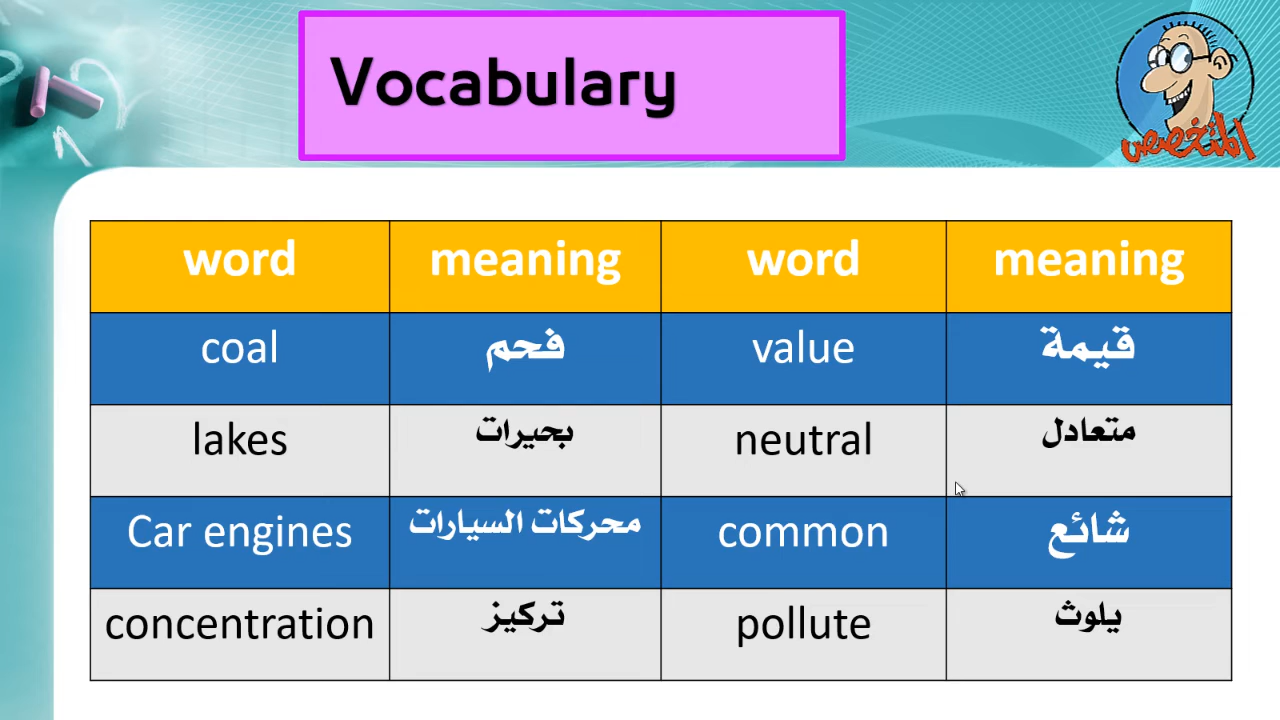 Vocabulary
المتخصص
word meaning word meaning
coal فحم value قيمة
lakes بحيرات neutral متعادل
Car engines محركات السيارات common شائع
concentration تركيز pollute يلوث